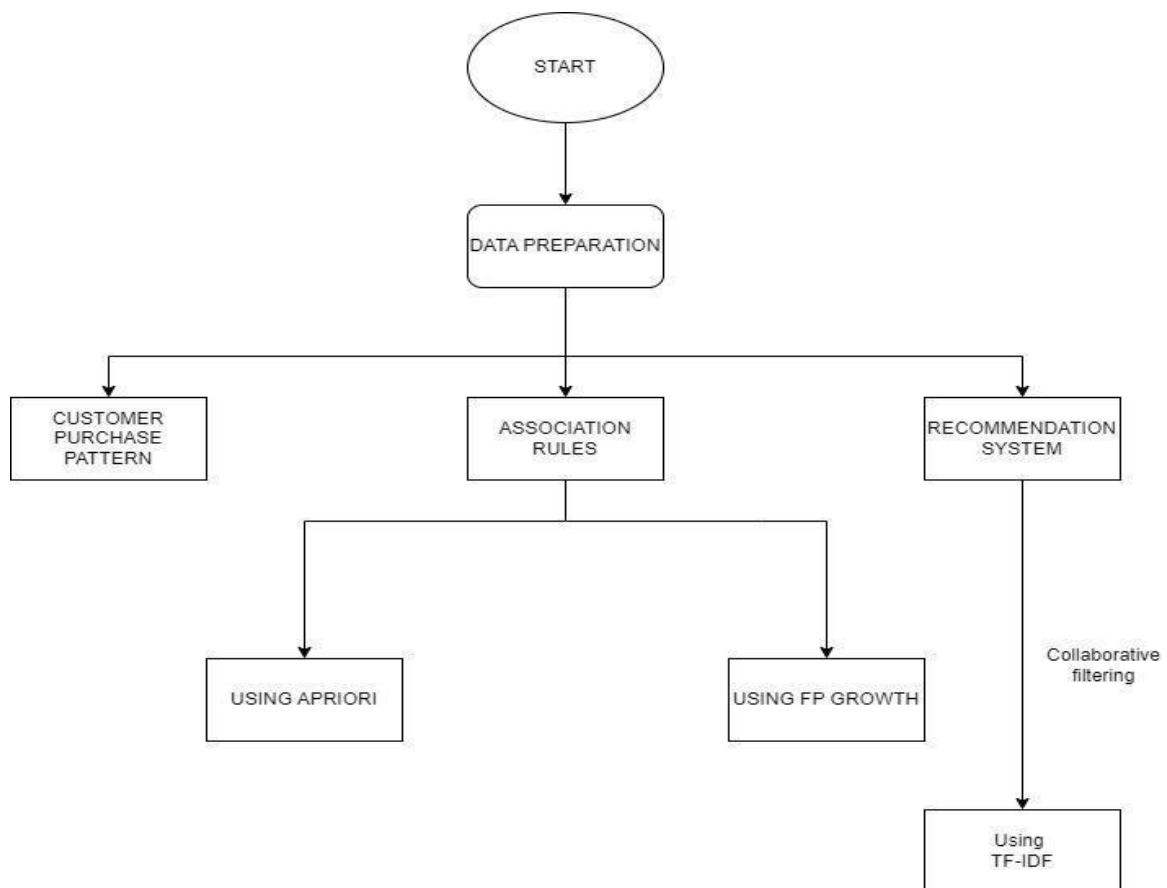 START
DATA PREPARATION
CUSTOMER
PURCHASE
PATTERN
ASSOCIATION
RULES
RECOMMENDATION
SYSTEM
USING APRIORI
USING FP GROWTH
Collaborative
filtering
Using
TF-IDF